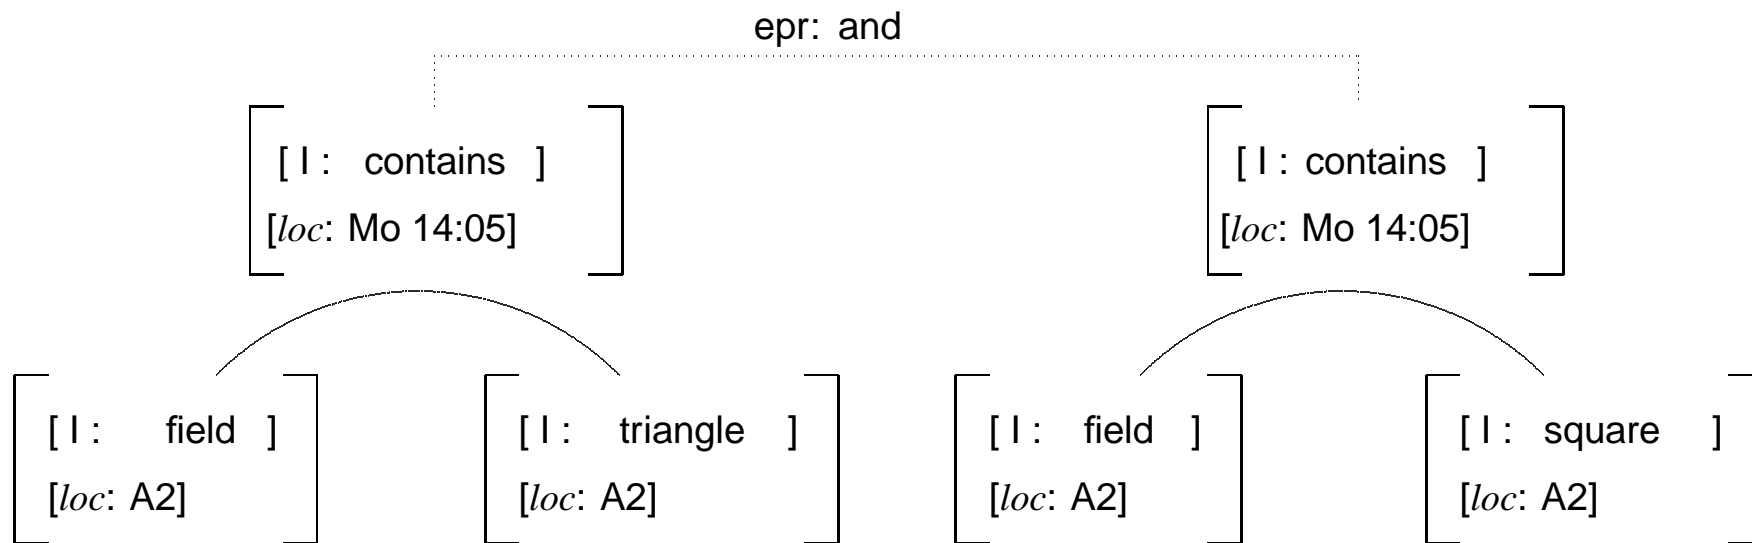 epr: and
[ I : contains ] [ I : contains ]
[loc: Mo 14:05] [loc: Mo 14:05]
[ I : field ] [ I : triangle ] [ I : field ] [ I : square ]
[loc: A2] [loc: A2] [loc: A2] [loc: A2]